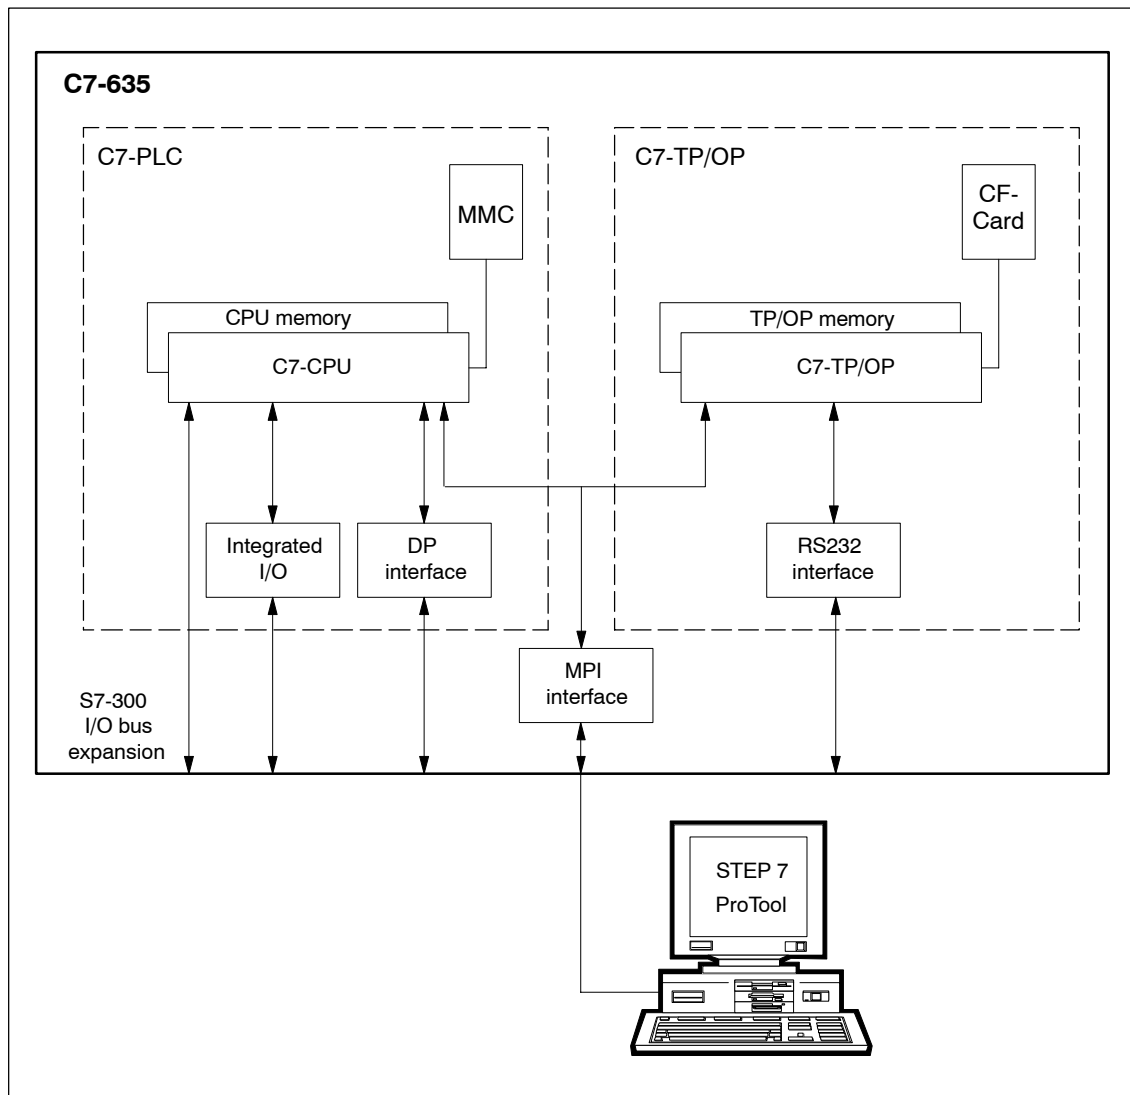 C7-635
C7-PLC
MMC
CPU memory
C7-CPU
Integrated
I/O
DP
interface
C7-TP/OP
CF-
Card
TP/OP memory
C7-TP/OP
RS232
interface
MPI
interface
S7-300
I/O bus
expansion
STEP 7
ProTool